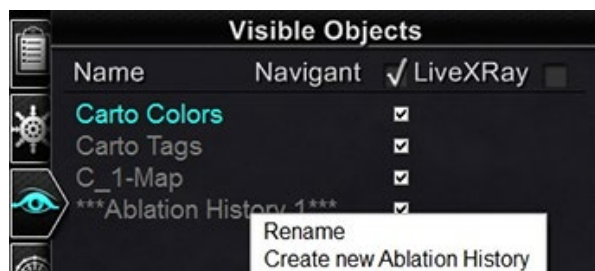 Visible Objects
Name Navigant LiveXRay
Carto Colors
Carto Tags
C_1-Map
***Ablation History 1***
Rename
Create new Ablation History